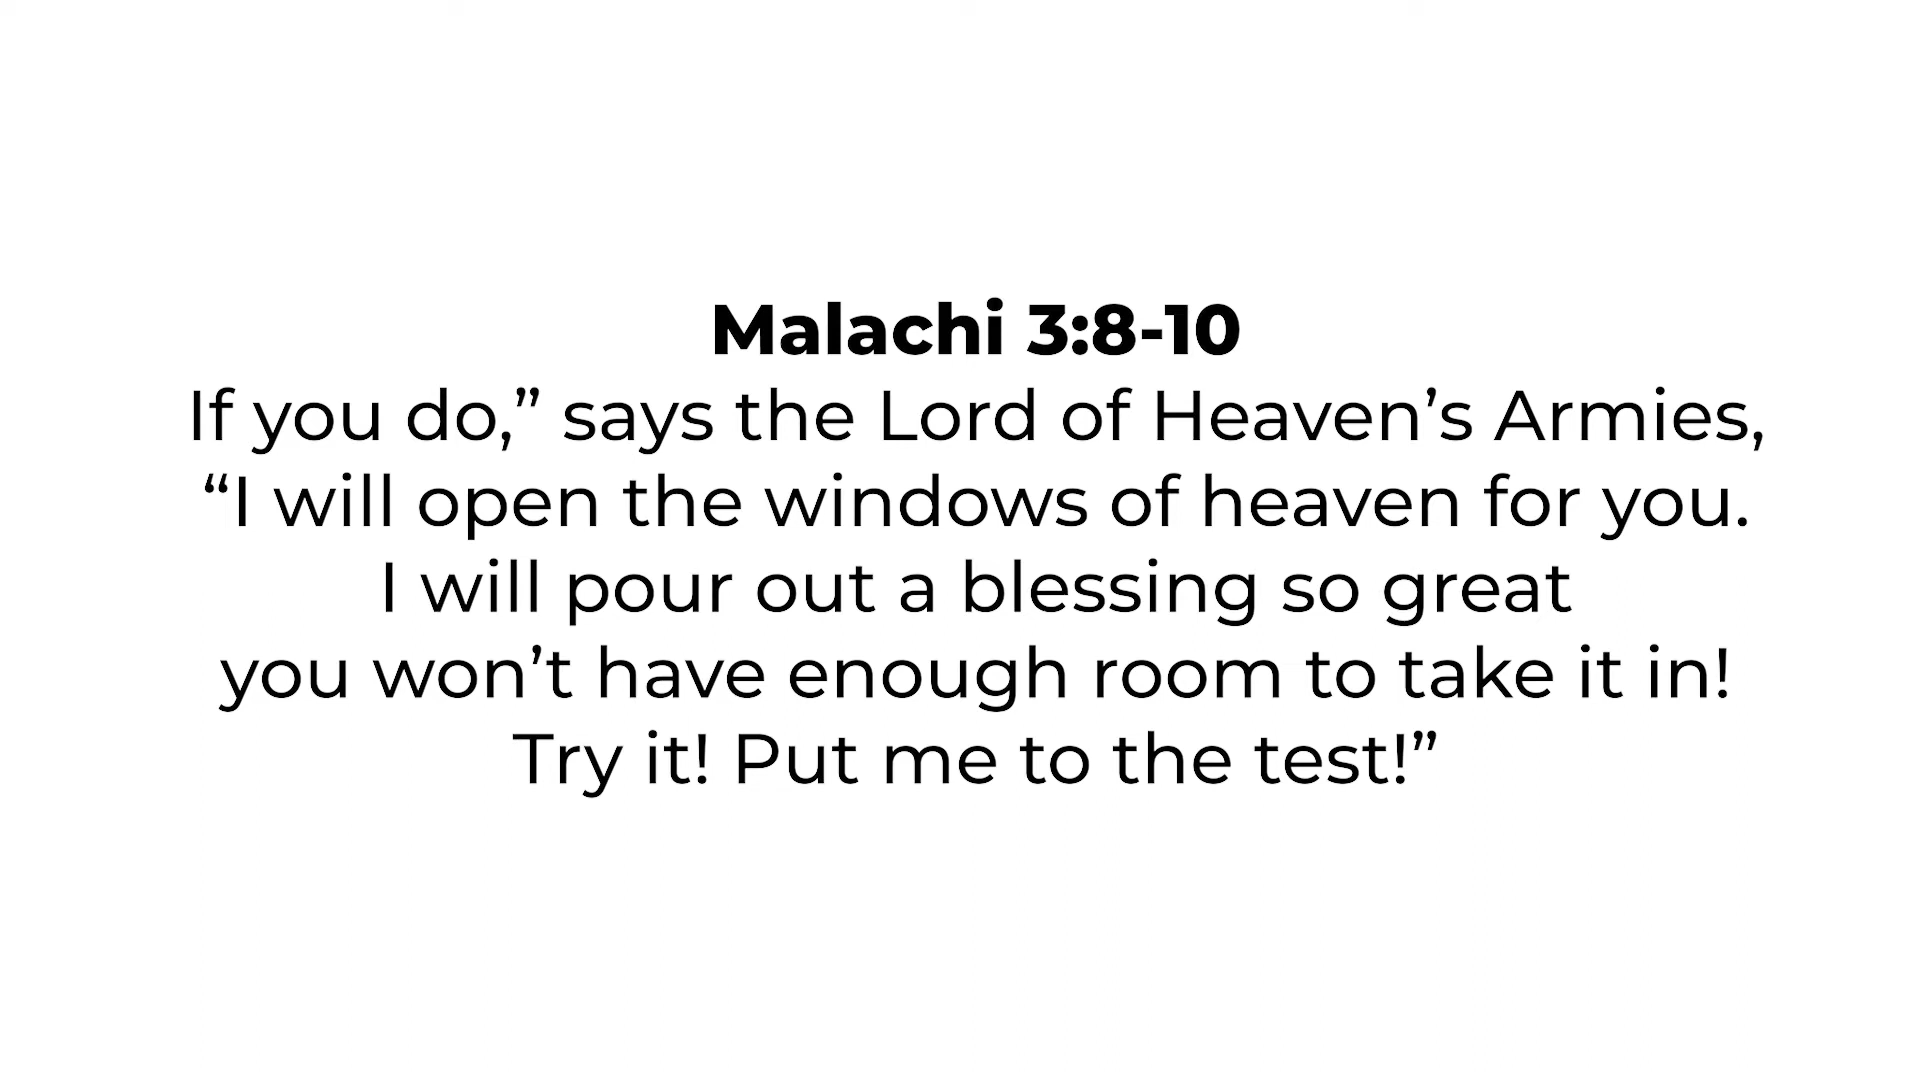 Malachi 3:8-10
If you do,” says the Lord of Heaven’s Armies,
“I will open the windows of heaven for you.
I will pour out a blessing so great
you won’t have enough room to take it in!
Try it! Put me to the test!”